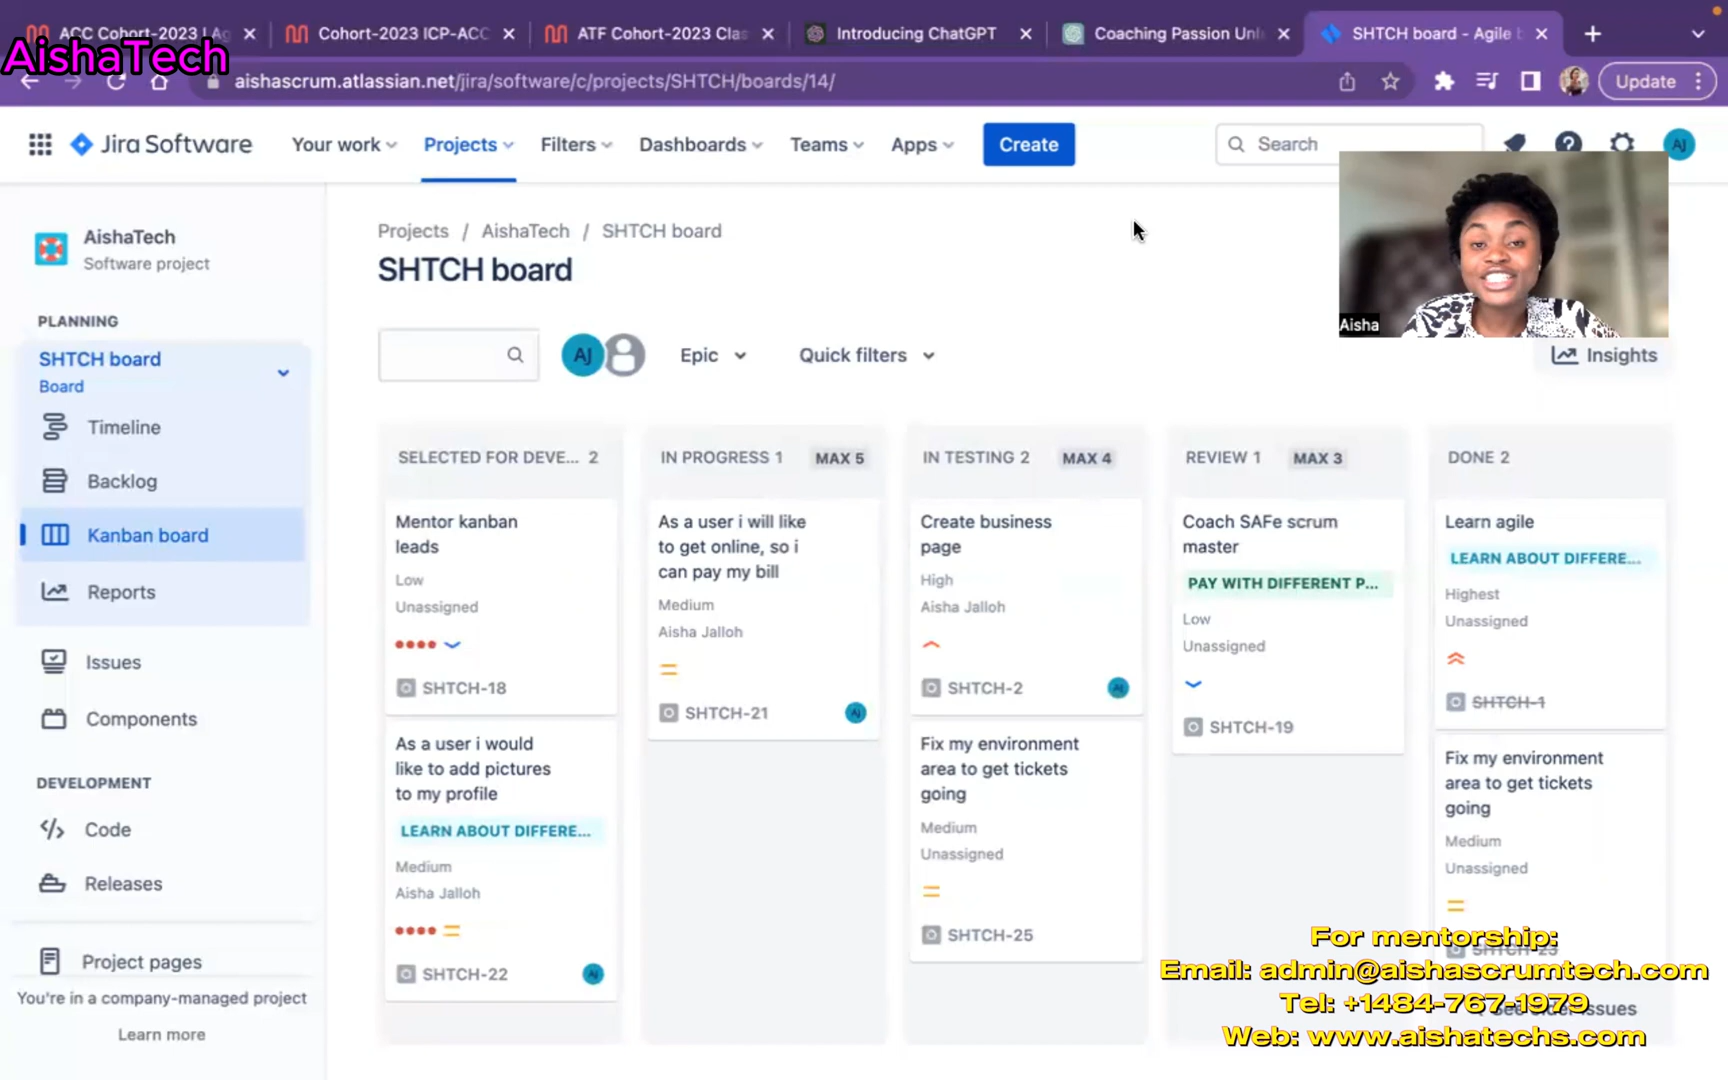 ACC Cohort-2023 | Ag
Cohort-2023 ICP-ACC
ATF Cohort-2023 Clas
Introducing ChatGPT
Coaching Passion Unl
SHTCH board - Agile b
AishaTech
aishascrum.atlassian.net/jira/software/c/projects/SHTCH/boards/14/
Update
Jira Software
Your work
Projects
Filters
Dashboards
Teams
Apps
Create
Search
AJ
AishaTech
Software project
PLANNING
SHTCH board
Board
Timeline
Backlog
Kanban board
Reports
Issues
Components
DEVELOPMENT
Code
Releases
Project pages
You're in a company-managed project
Learn more
Projects / AishaTech / SHTCH board
SHTCH board
AJ
Epic
Quick filters
Aisha
Insights
SELECTED FOR DEVE... 2
Mentor kanban
leads
Low
Unassigned
SHTCH-18
As a user i would
like to add pictures
to my profile
LEARN ABOUT DIFFERE...
Medium
Aisha Jalloh
SHTCH-22
AJ
IN PROGRESS 1 MAX 5
As a user i will like
to get online, so i
can pay my bill
Medium
Aisha Jalloh
SHTCH-21
AJ
IN TESTING 2 MAX 4
Create business
page
High
Aisha Jalloh
SHTCH-2
AJ
Fix my environment
area to get tickets
going
Medium
Unassigned
SHTCH-25
REVIEW 1 MAX 3
Coach SAFe scrum
master
PAY WITH DIFFERENT P...
Low
Unassigned
SHTCH-19
DONE 2
Learn agile
LEARN ABOUT DIFFERE...
Highest
Unassigned
SHTCH-1
Fix my environment
area to get tickets
going
Medium
Unassigned
SHTCH-23
See older issues
For mentorship:
Email: admin@aishascrumtech.com
Tel: +1484-767-1979
Web: www.aishatechs.com